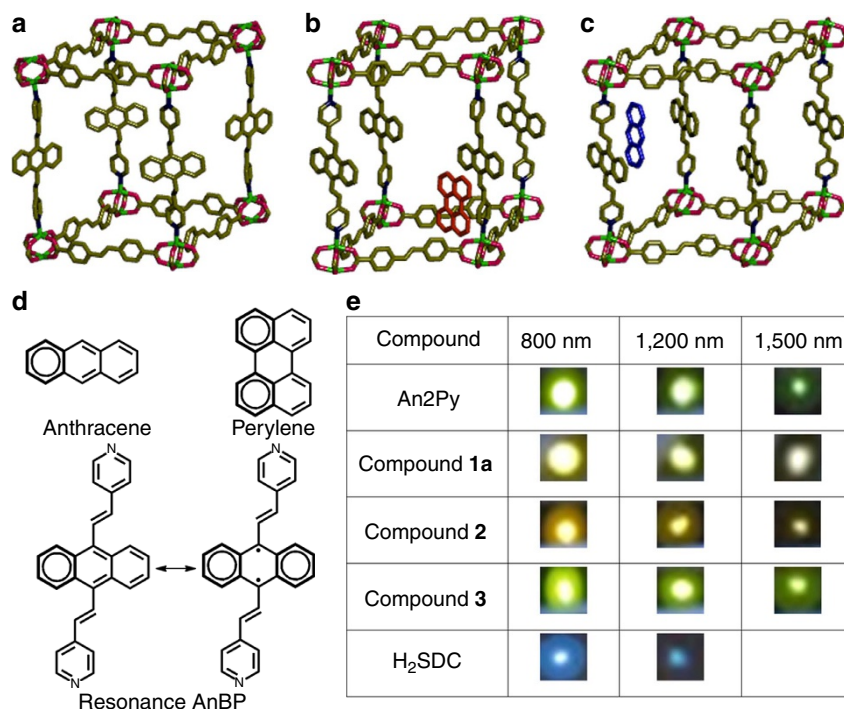 a
b
c
d
Anthracene
Perylene
N
N
N
N
Resonance AnBP
e
Compound 800 nm 1,200 nm 1,500 nm
An2Py
Compound 1a
Compound 2
Compound 3
H₂SDC